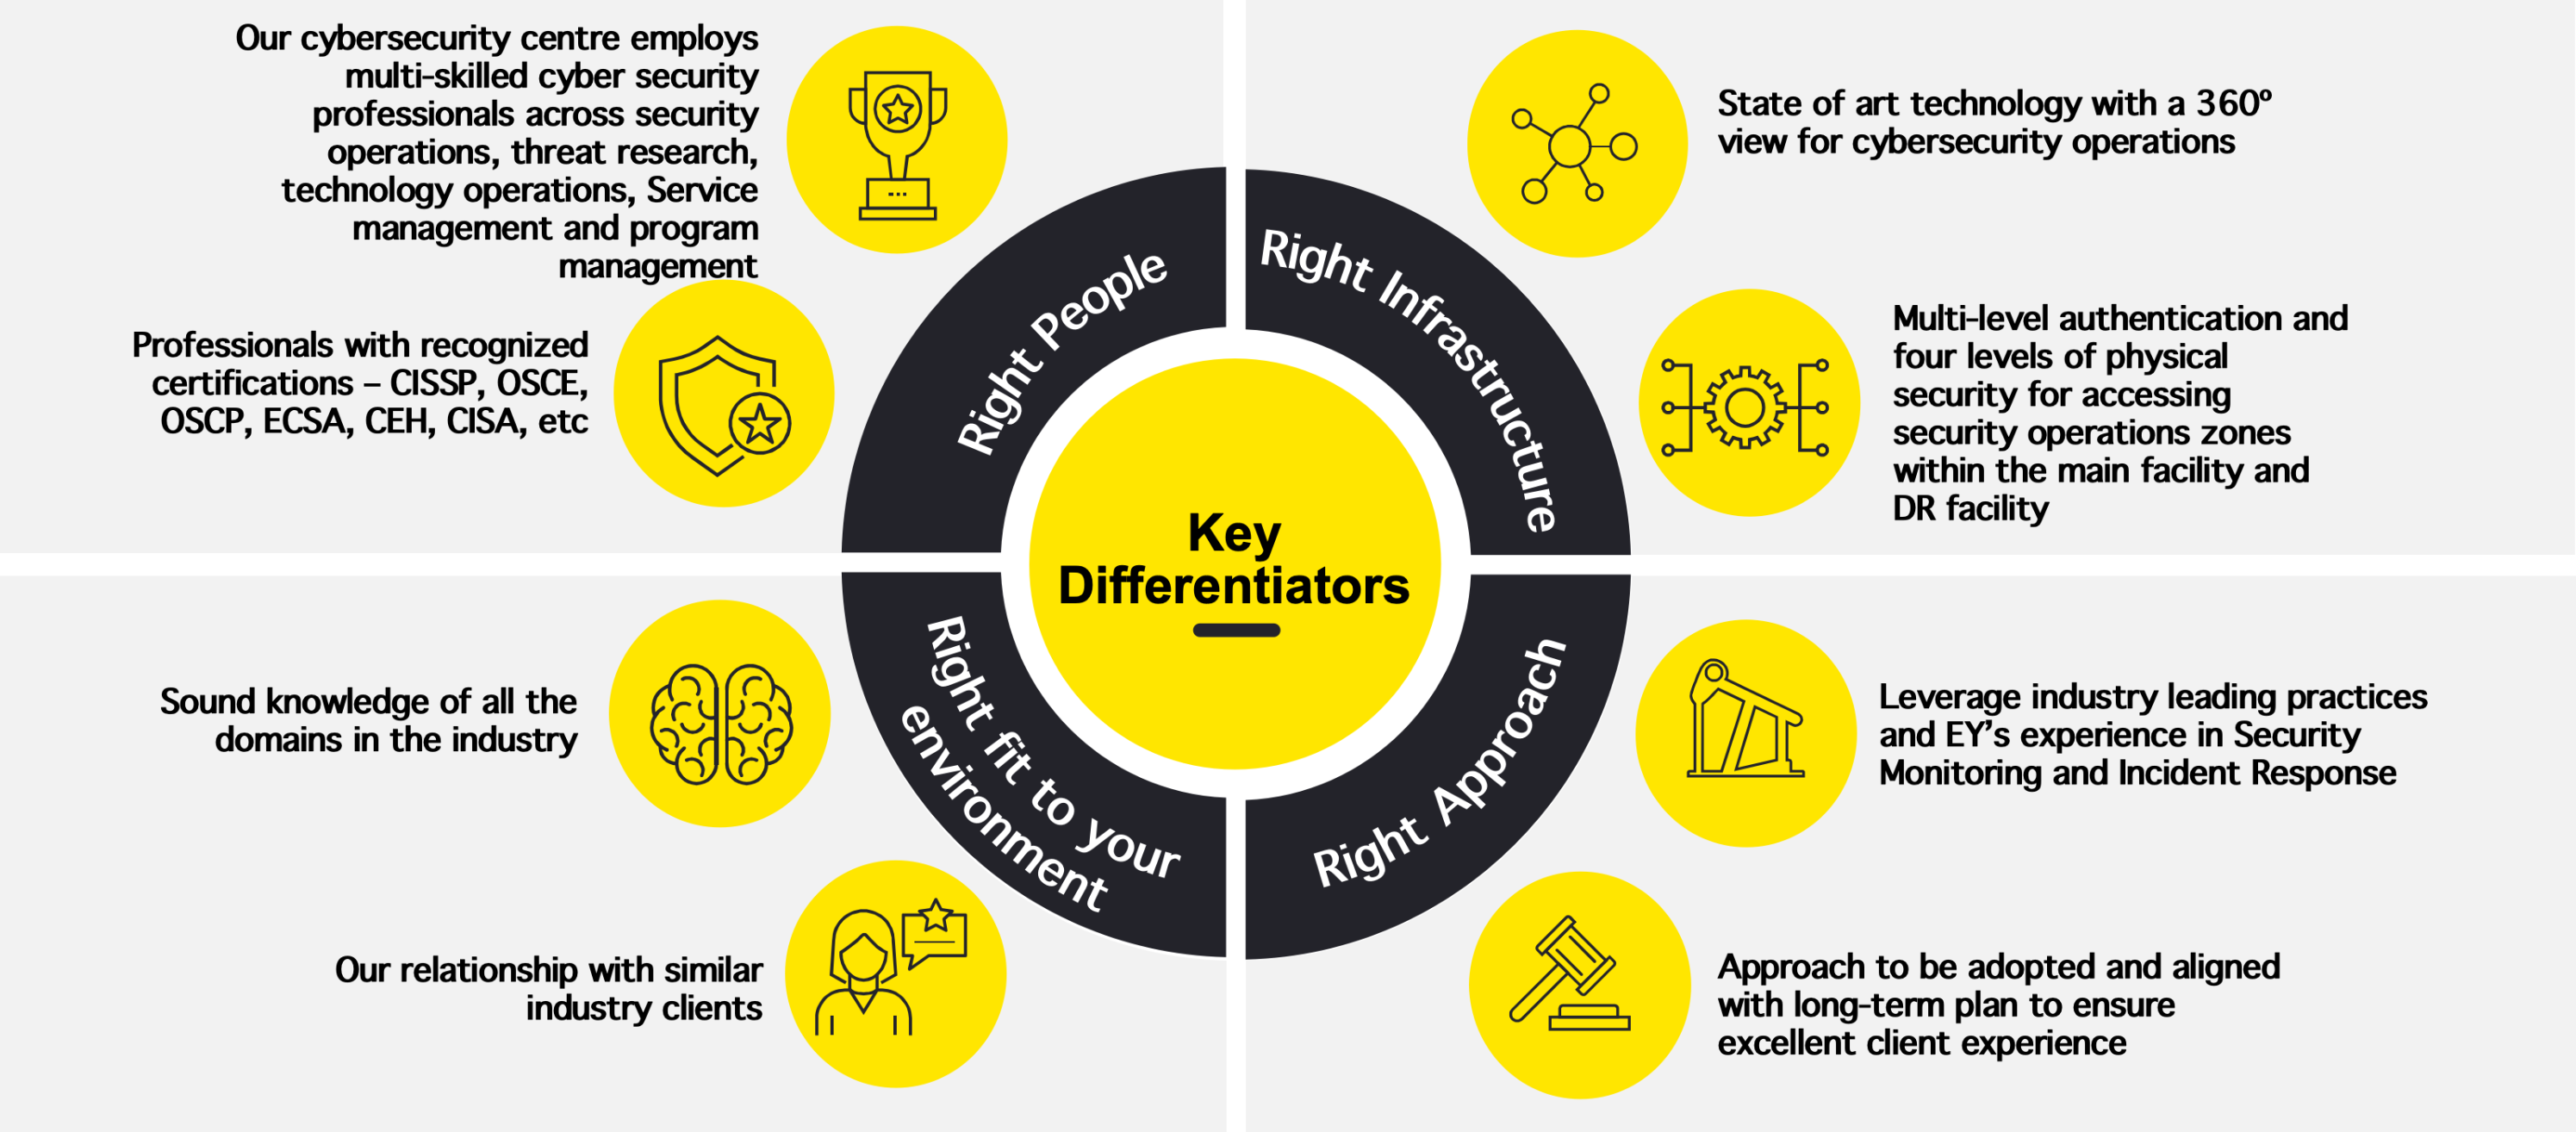 Our cybersecurity centre employs
multi-skilled cyber security
professionals across security
operations, threat research,
technology operations, Service
management and program
management
Professionals with recognized
certifications – CISSP, OSCE,
OSCP, ECSA, CEH, CISA, etc
Right People
State of art technology with a 360º
view for cybersecurity operations
Multi-level authentication and
four levels of physical
security for accessing
security operations zones
within the main facility and
DR facility
Right Infrastructure
Key
Differentiators
Sound knowledge of all the
domains in the industry
Our relationship with similar
industry clients
Right fit to your
environment
Leverage industry leading practices
and EY’s experience in Security
Monitoring and Incident Response
Approach to be adopted and aligned
with long-term plan to ensure
excellent client experience
Right Approach